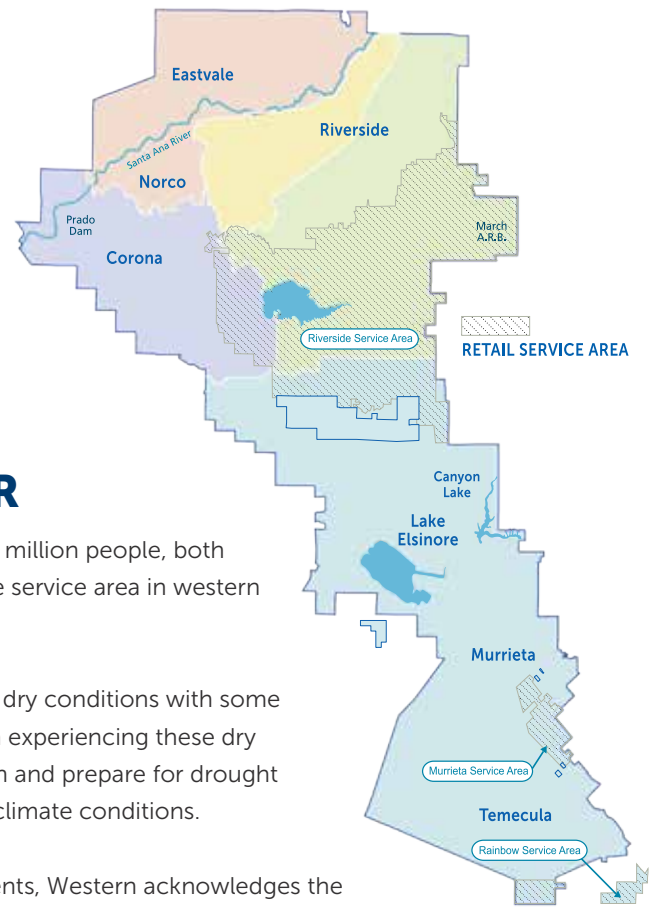 Eastvale
Santa Ana River
Riverside
Norco
Prado
Dam
March
A.R.B.
Corona
Riverside Service Area
RETAIL SERVICE AREA
Canyon
Lake
Lake
Elsinore
R
million people, both
service area in western
Murrieta
dry conditions with some
experiencing these dry
and prepare for drought
climate conditions.
Murrieta Service Area
Temecula
Rainbow Service Area
ents, Western acknowledges the